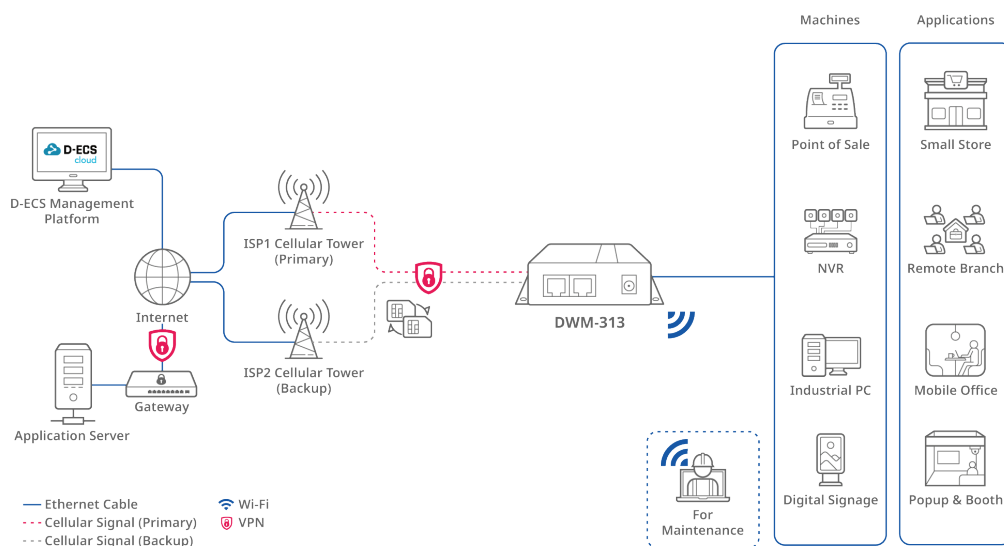 Machines
Applications
D-ECS
cloud
D-ECS Management
Platform
Internet
Application Server
Gateway
ISP1 Cellular Tower
(Primary)
ISP2 Cellular Tower
(Backup)
DWM-313
Point of Sale
NVR
Industrial PC
Digital Signage
Small Store
Remote Branch
Mobile Office
Popup & Booth
For
Maintenance
Ethernet Cable
Cellular Signal (Primary)
Cellular Signal (Backup)
Wi-Fi
VPN